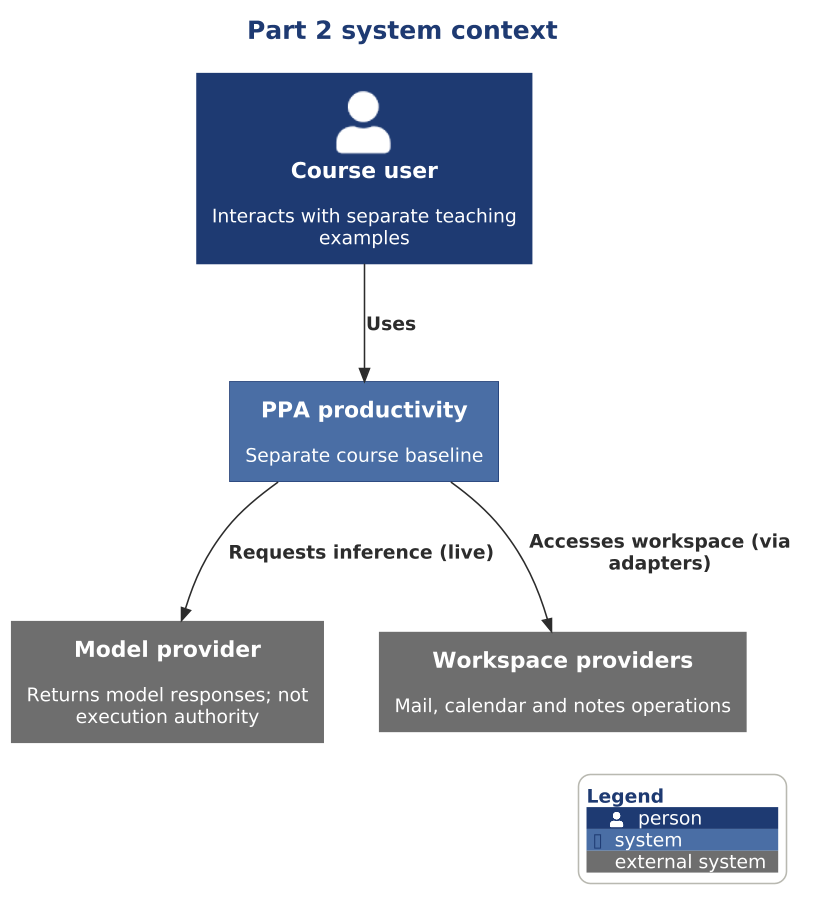 Part 2 system context
Course user
Interacts with separate teaching
examples
Uses
PPA productivity
Separate course baseline
Requests inference (live)
Accesses workspace (via
adapters)
Model provider
Returns model responses; not
execution authority
Workspace providers
Mail, calendar and notes operations
Legend
person
system
external system